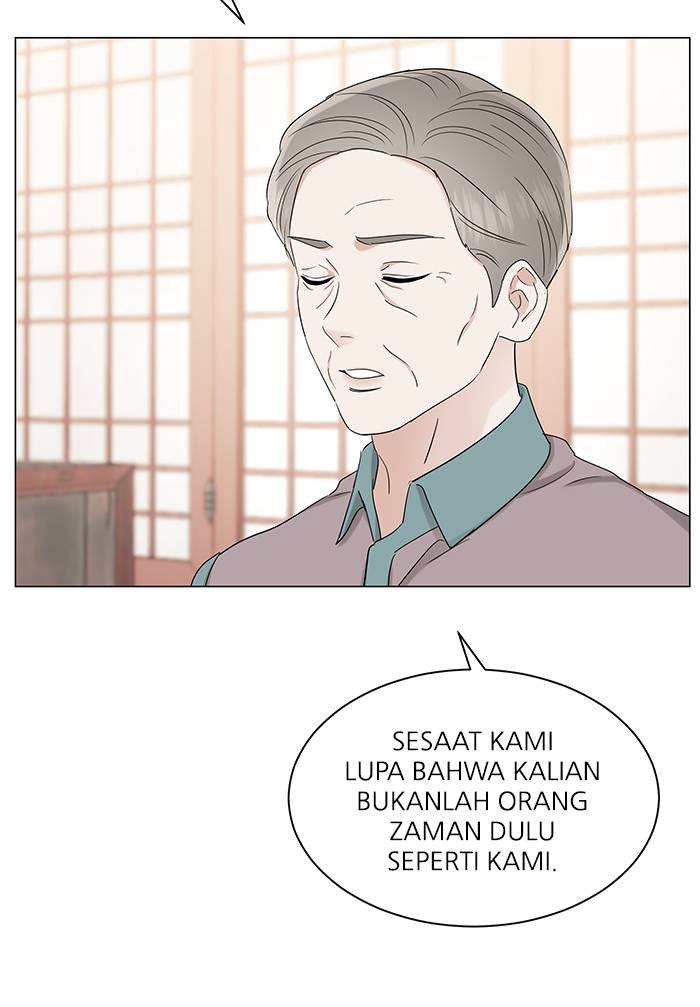 SESAAT KAMI
LUPA BAHWA KALIAN
BUKANLAH ORANG
ZAMAN DULU
SEPERTI KAMI.